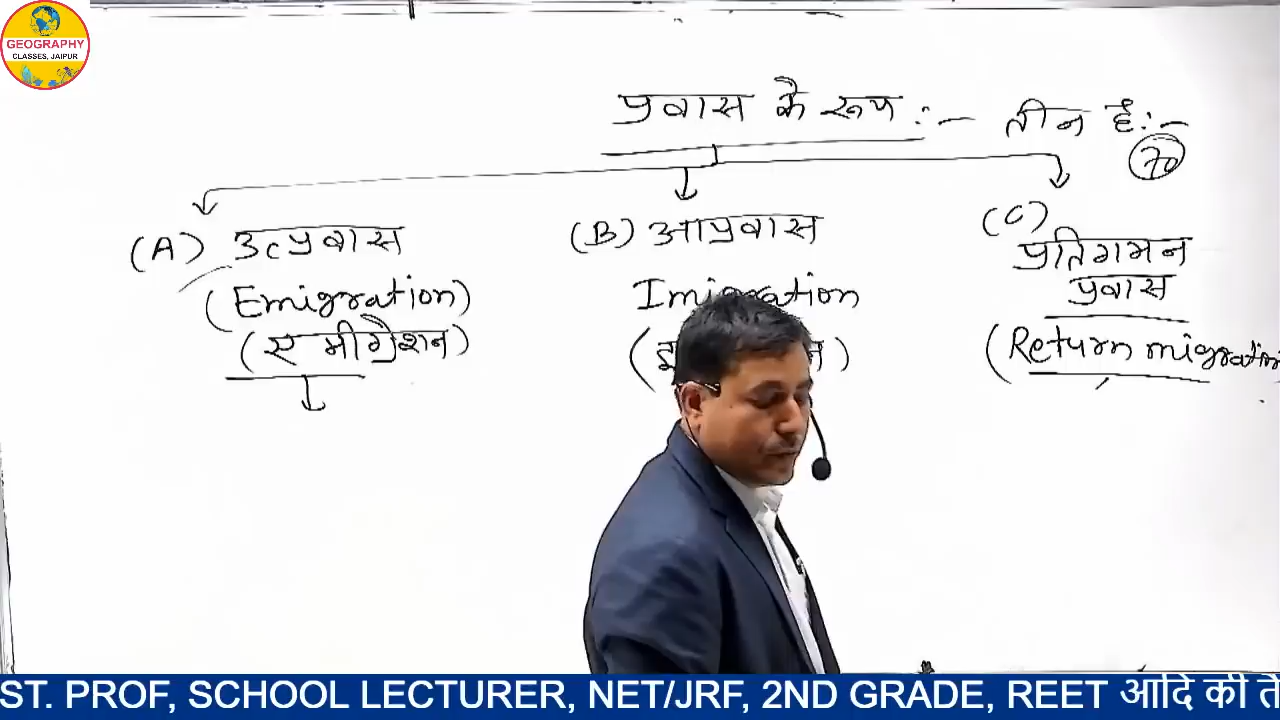 GEOGRAPHY
CLASSES, JAIPUR
प्रवास के रूप :- तीन है:-
70
(A) उत्प्रवास
(Emigration)
(एमीग्रेशन)
(B) आप्रवास
Imigration
(C)
प्रतिगमन
प्रवास
(Return migration
ST. PROF, SCHOOL LECTURER, NET/JRF, 2ND GRADE, REET आदि की